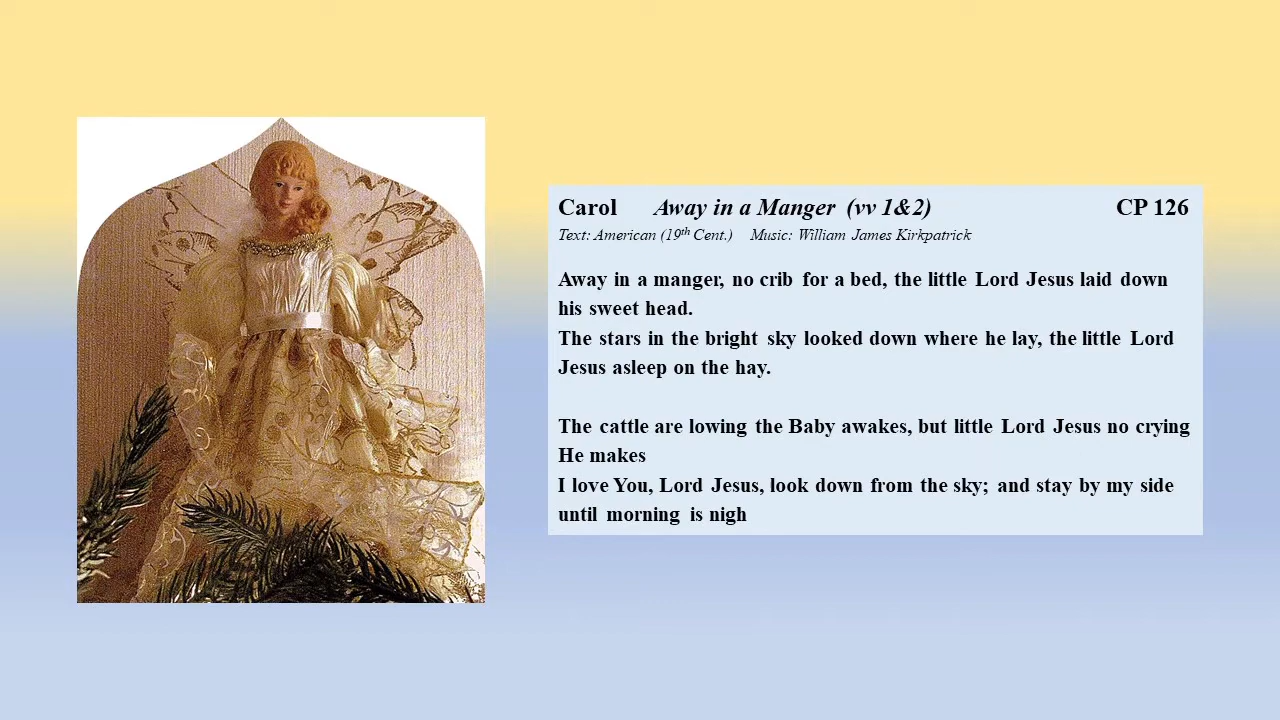 Carol Away in a Manger (vv 1&2) CP 126
Text: American (19th Cent.) Music: William James Kirkpatrick
Away in a manger, no crib for a bed, the little Lord Jesus laid down
his sweet head.
The stars in the bright sky looked down where he lay, the little Lord
Jesus asleep on the hay.
The cattle are lowing the Baby awakes, but little Lord Jesus no crying
He makes
I love You, Lord Jesus, look down from the sky; and stay by my side
until morning is nigh